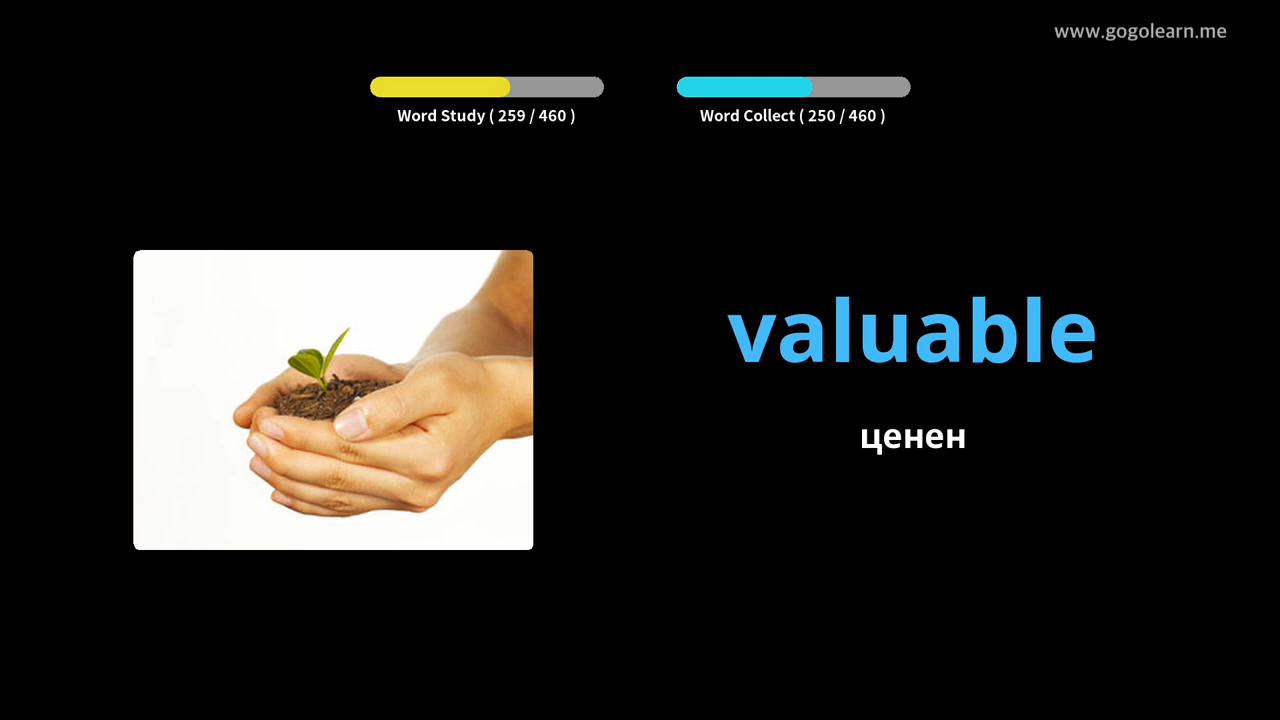 www.gogolearn.me
Word Study ( 259 / 460 )
Word Collect ( 250 / 460 )
valuable
ценен